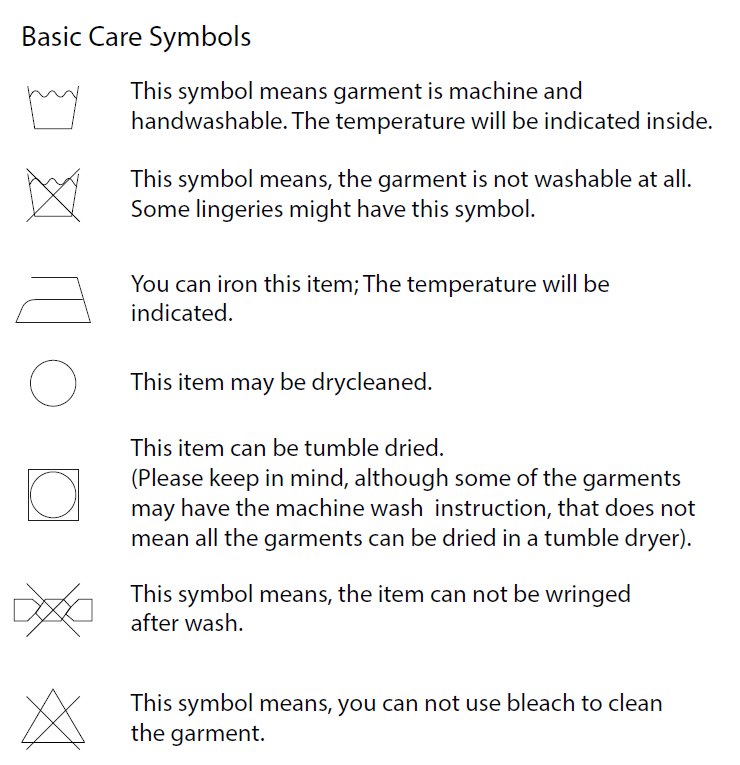 Basic Care Symbols
This symbol means garment is machine and
handwashable. The temperature will be indicated inside.
This symbol means, the garment is not washable at all.
Some lingeries might have this symbol.
You can iron this item; The temperature will be
indicated.
This item may be drycleaned.
This item can be tumble dried.
(Please keep in mind, although some of the garments
may have the machine wash  instruction, that does not
mean all the garments can be dried in a tumble dryer).
This symbol means, the item can not be wringed
after wash.
This symbol means, you can not use bleach to clean
the garment.